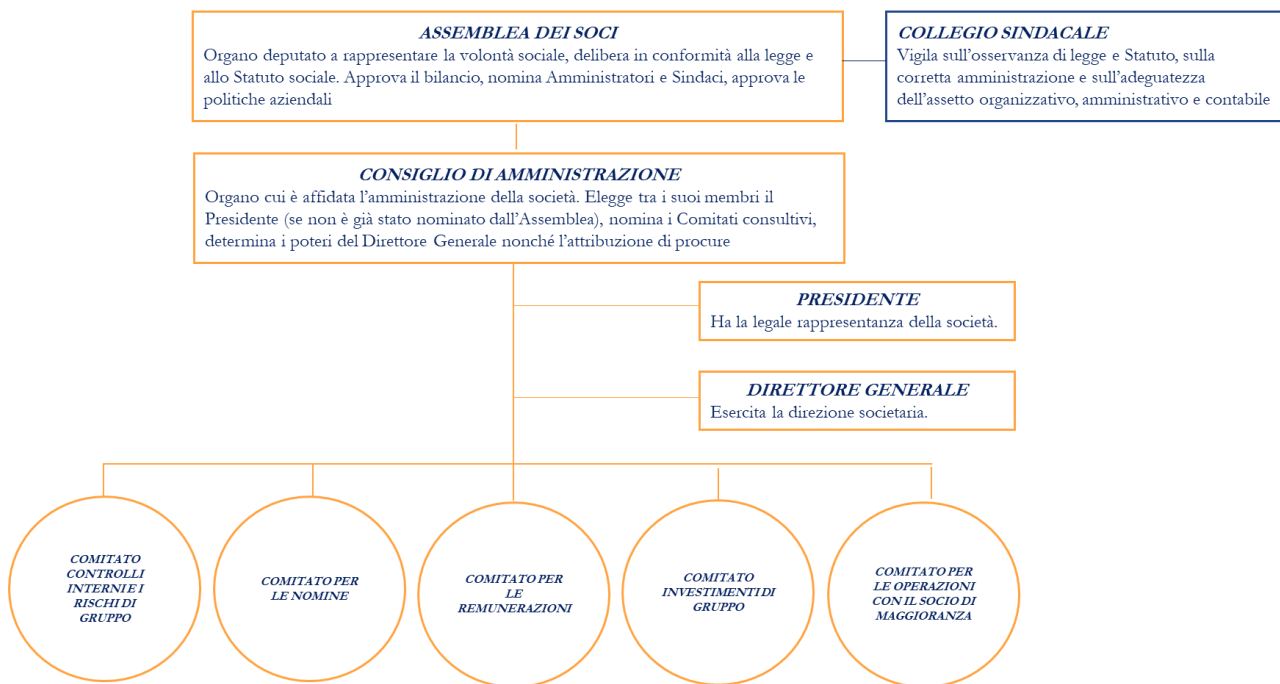 ASSEMBLEA DEI SOCI
Organo deputato a rappresentare la volontà sociale, delibera in conformità alla legge e
allo Statuto sociale. Approva il bilancio, nomina Amministratori e Sindaci, approva le
politiche aziendali
COLLEGIO SINDACALE
Vigila sull'osservanza di legge e Statuto, sulla
corretta amministrazione e sull'adeguatezza
dell'assetto organizzativo, amministrativo e contabile
CONSIGLIO DI AMMINISTRAZIONE
Organo cui è affidata l'amministrazione della società. Elegge tra i suoi membri il
Presidente (se non è già stato nominato dall'Assemblea), nomina i Comitati consultivi,
determina i poteri del Direttore Generale nonché l'attribuzione di procure
PRESIDENTE
Ha la legale rappresentanza della società.
DIRETTORE GENERALE
Esercita la direzione societaria.
COMITATO
CONTROLLI
INTERNI E I
RISCHI DI
GRUPPO
COMITATO PER
LE NOMINE
COMITATO PER
LE
REMUNERAZIONI
COMITATO
INVESTIMENTI DI
GRUPPO
COMITATO PER
LE OPERAZIONI
CON IL SOCIO DI
MAGGIORANZA